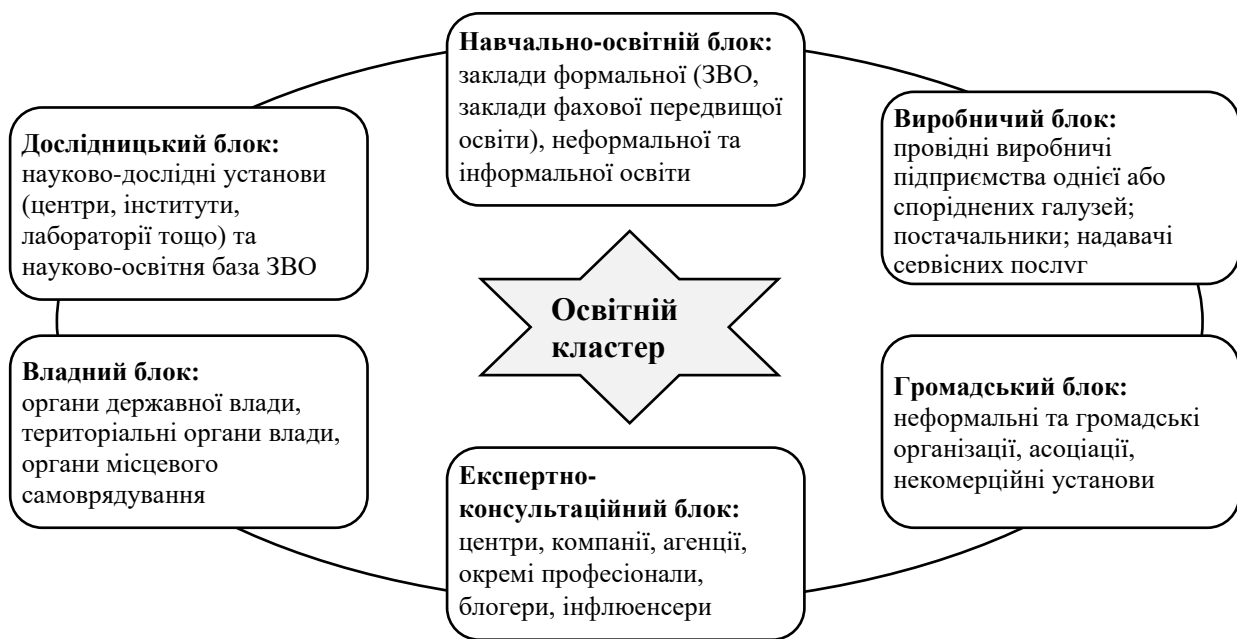 Навчально-освітній блок:
заклади формальної (ЗВО,
заклади фахової передвищої
освіти), неформальної та
інформальної освіти
Дослідницький блок:
науково-дослідні установи
(центри, інститути,
лабораторії тощо) та
науково-освітня база ЗВО
Виробничий блок:
провідні виробничі
підприємства однієї або
споріднених галузей;
постачальники; надавачі
сервісних послуг
Освітній
кластер
Владний блок:
органи державної влади,
територіальні органи влади,
органи місцевого
самоврядування
Громадський блок:
неформальні та громадські
організації, асоціації,
некомерційні установи
Експертно-
консультаційний блок:
центри, компанії, агенції,
окремі професіонали,
блогери, інфлюенсери